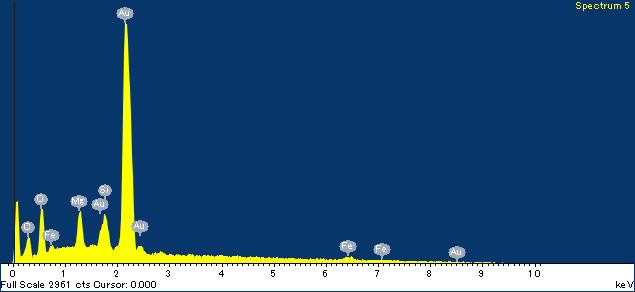 Spectrum 5
Au
Si
O
Mg
Au
C
Fe
Au
Fe
Fe
Au
0 1 2 3 4 5 6 7 8 9 10
Full Scale 2961 cts Cursor: 0.000 keV